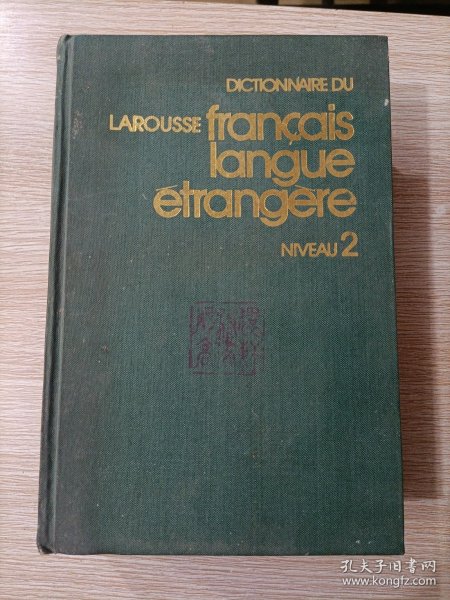 DICTIONNAIRE DU
LAROUSSE français
langue
étrangère
NIVEAU 2
孔夫子旧书网
www.kongfz.com